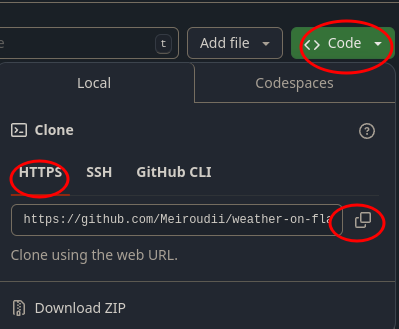 e
t
Add file
<> Code
Local
Codespaces
Clone
HTTPS
SSH
GitHub CLI
https://github.com/Meiroudii/weather-on-fla
Clone using the web URL.
Download ZIP